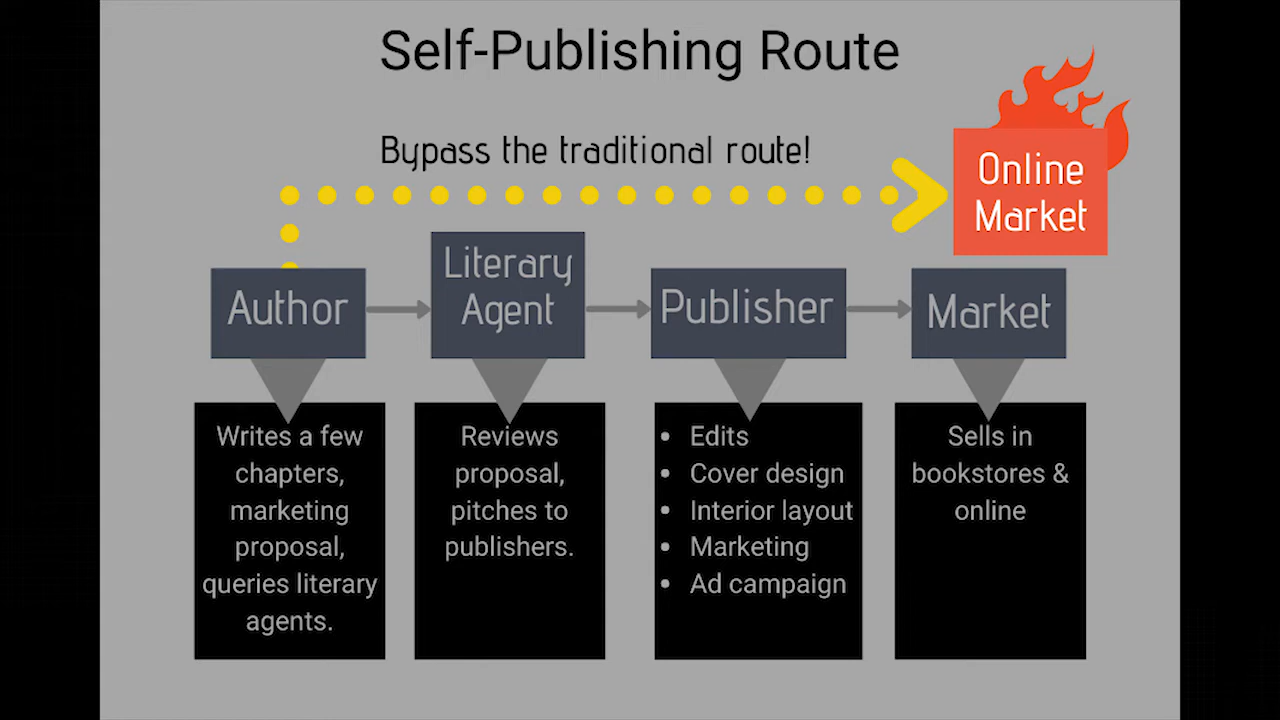 Self-Publishing Route
Bypass the traditional route!
Online
Market
Author
Literary
Agent
Publisher
Market
Writes a few
chapters,
marketing
proposal,
queries literary
agents.
Reviews
proposal,
pitches to
publishers.
• Edits
• Cover design
• Interior layout
• Marketing
• Ad campaign
Sells in
bookstores &
online